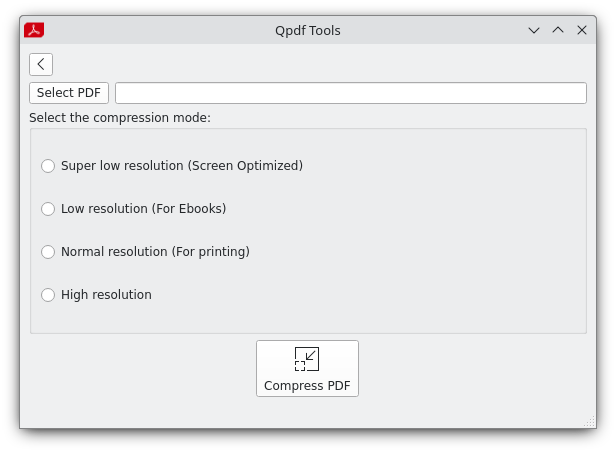 Qpdf Tools
Select PDF
Select the compression mode:
Super low resolution (Screen Optimized)
Low resolution (For Ebooks)
Normal resolution (For printing)
High resolution
Compress PDF